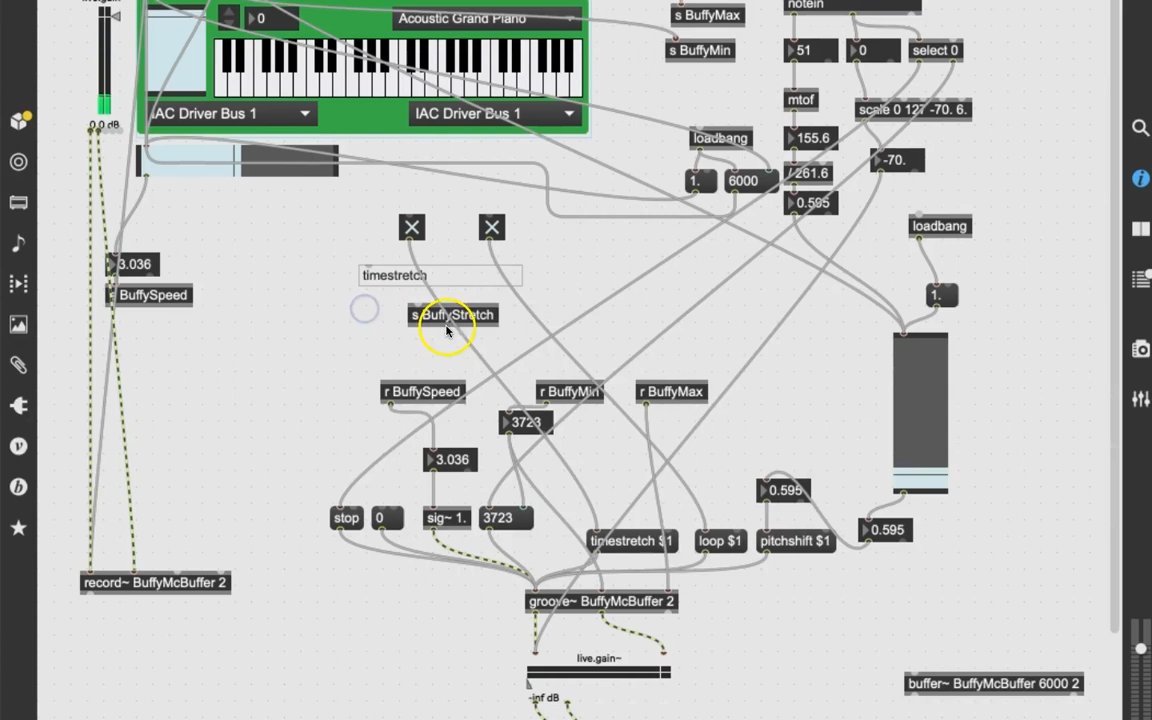 0
Acoustic Grand Piano
IAC Driver Bus 1
IAC Driver Bus 1
0.0 dB
s BuffyMax
s BuffyMin
notein
51
0
select 0
mtof
scale 0 127 -70. 6.
loadbang
155.6
-70.
1.
6000
/ 261.6
0.595
loadbang
3.036
BuffySpeed
timestretch
1.
s BuffyStretch
r BuffySpeed
r BuffyMin
r BuffyMax
3723
3.036
0.595
stop
0
sig~ 1.
3723
timestretch $1
loop $1
pitchshift $1
0.595
record~ BuffyMcBuffer 2
groove~ BuffyMcBuffer 2
live.gain~
-inf dB
buffer~ BuffyMcBuffer 6000 2